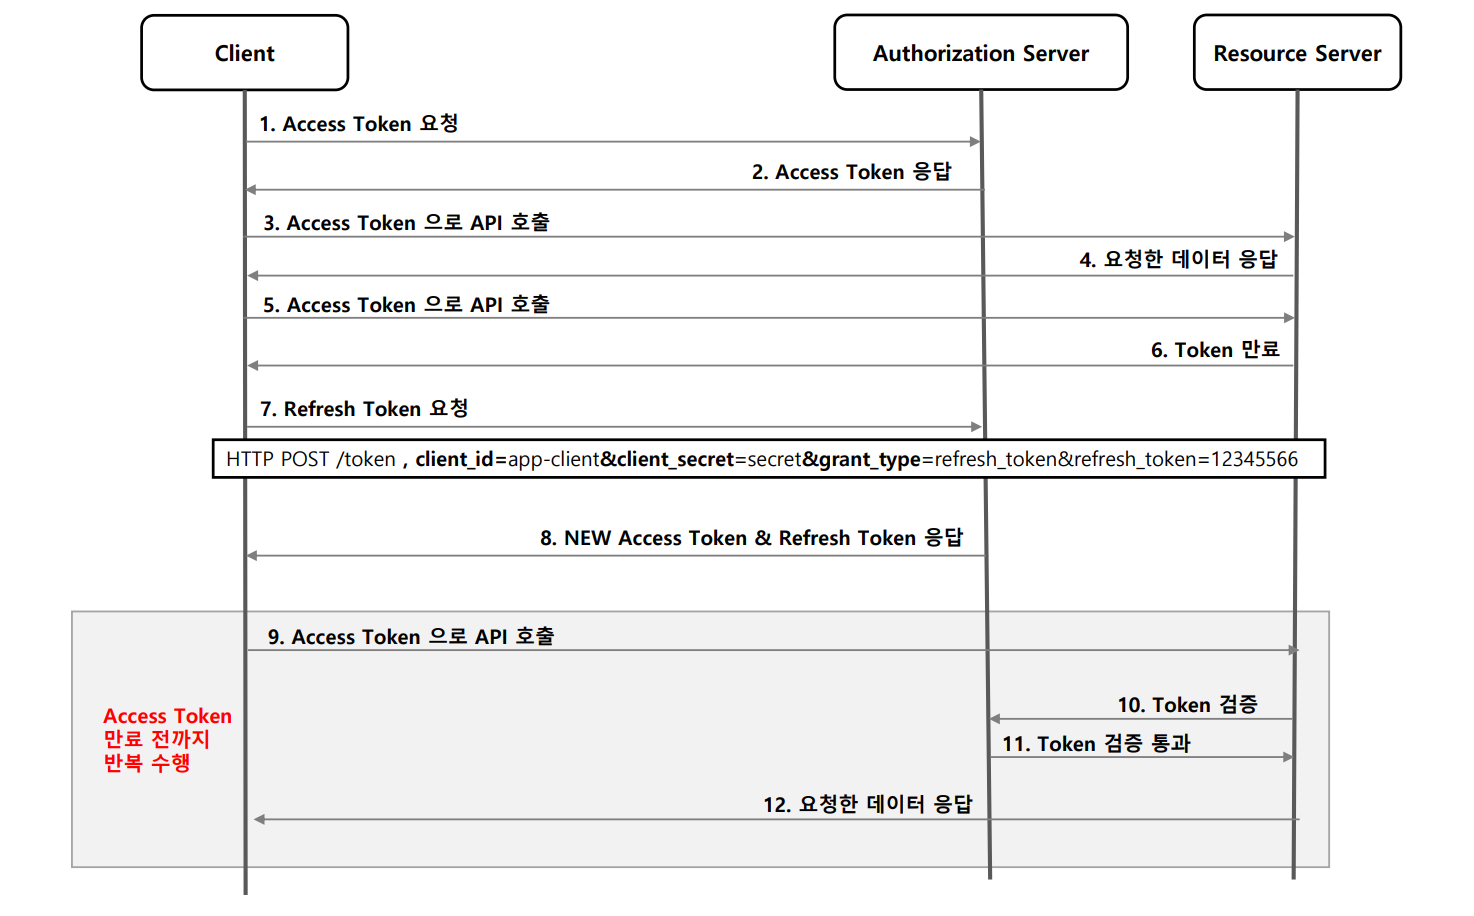 Client
Authorization Server
Resource Server
1. Access Token 요청
2. Access Token 응답
3. Access Token 으로 API 호출
4. 요청한 데이터 응답
5. Access Token 으로 API 호출
6. Token 만료
7. Refresh Token 요청
HTTP POST /token , client_id=app-client&client_secret=secret&grant_type=refresh_token&refresh_token=12345566
8. NEW Access Token & Refresh Token 응답
9. Access Token 으로 API 호출
10. Token 검증
Access Token
만료 전까지
반복 수행
11. Token 검증 통과
12. 요청한 데이터 응답